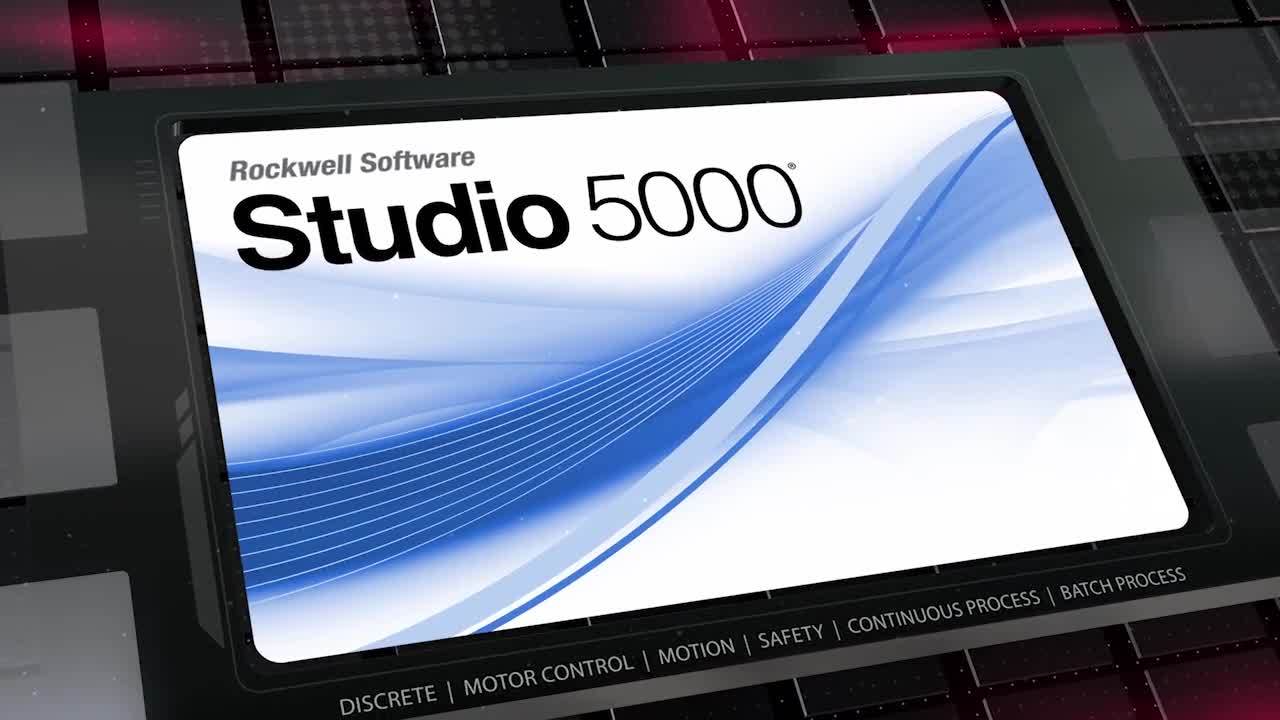 Rockwell Software
Studio 5000®
DISCRETE | MOTOR CONTROL | MOTION | SAFETY | CONTINUOUS PROCESS | BATCH PROCESS